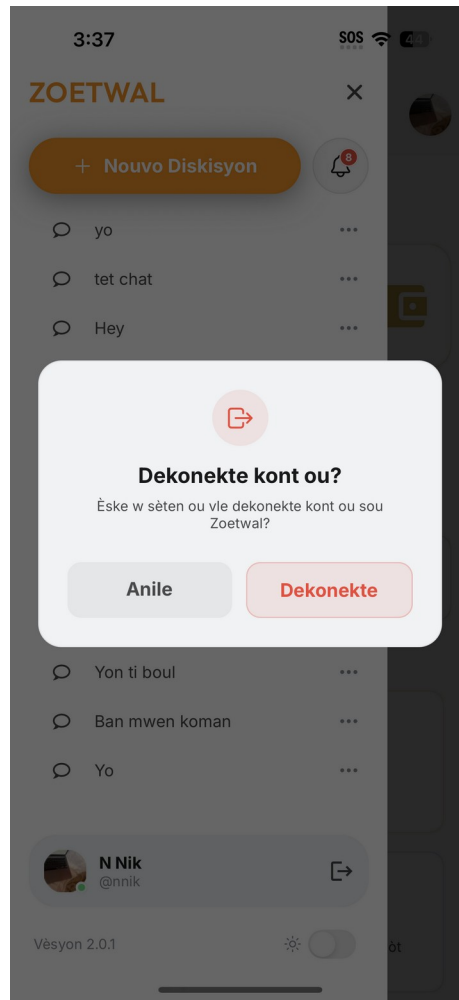 3:37
SOS
44
ZOETWAL
Nouvo Diskisyon
8
yo
tet chat
Hey
Dekonekte kont ou?
Èske w sèten ou vle dekonekte kont ou sou
Zoetwal?
Anile
Dekonekte
Yon ti boul
Ban mwen koman
Yo
N Nik
@nnik
Vèsyon 2.0.1
òt